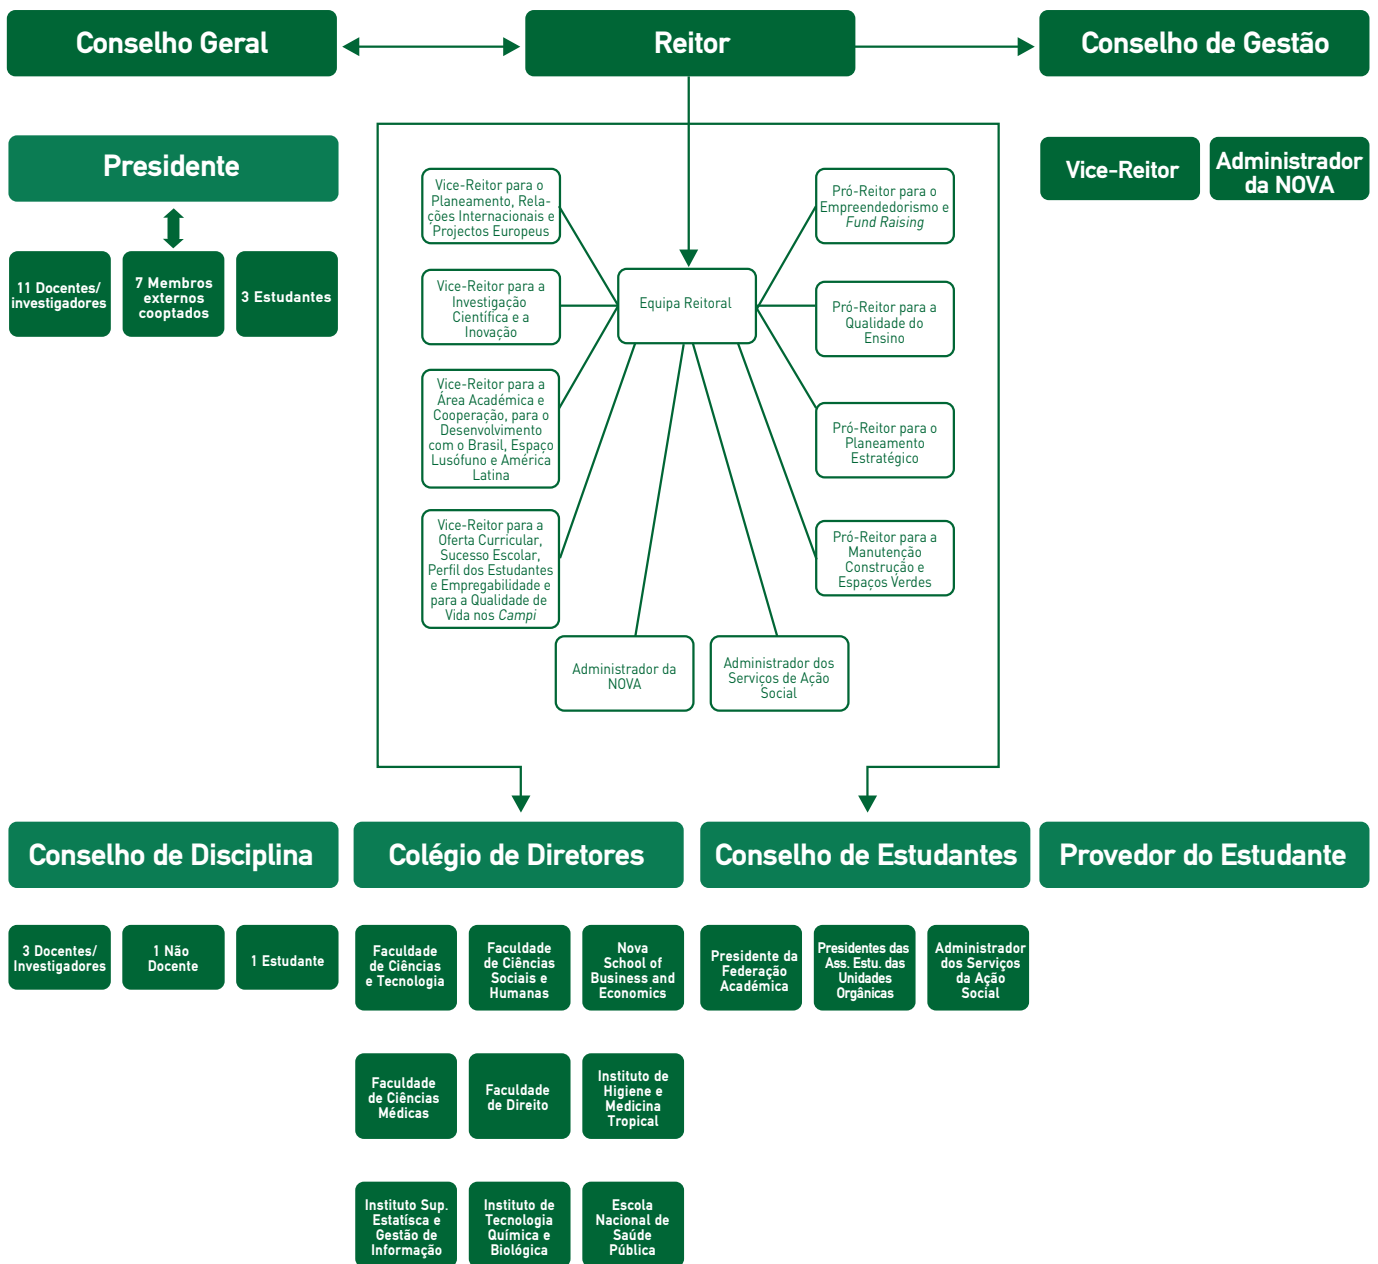 Conselho Geral
Reitor
Conselho de Gestão
Presidente
Vice-Reitor
Administrador
da NOVA
11 Docentes/
investigadores
7 Membros
externos
cooptados
3 Estudantes
Vice-Reitor para o
Planeamento, Rela-
ções Internacionais e
Projectos Europeus
Vice-Reitor para a
Investigação
Científica e a
Inovação
Vice-Reitor para a
Área Académica e
Cooperação, para o
Desenvolvimento
com o Brasil, Espaço
Lusófuno e América
Latina
Vice-Reitor para a
Oferta Curricular,
Sucesso Escolar,
Perfil dos Estudantes
e Empregabilidade e
para a Qualidade de
Vida nos Campi
Equipa Reitoral
Pró-Reitor para o
Empreendedorismo e
Fund Raising
Pró-Reitor para a
Qualidade do
Ensino
Pró-Reitor para o
Planeamento
Estratégico
Pró-Reitor para a
Manutenção
Construção e
Espaços Verdes
Administrador da
NOVA
Administrador dos
Serviços de Ação
Social
Conselho de Disciplina
Colégio de Diretores
Conselho de Estudantes
Provedor do Estudante
3 Docentes/
Investigadores
1 Não
Docente
1 Estudante
Faculdade
de Ciências
e Tecnologia
Faculdade
de Ciências
Sociais e
Humanas
Nova
School of
Business and
Economics
Presidente da
Federação
Académica
Presidentes das
Ass. Estu. das
Unidades
Orgânicas
Administrador
dos Serviços
da Ação
Social
Faculdade
de Ciências
Médicas
Faculdade
de Direito
Instituto de
Higiene e
Medicina
Tropical
Instituto Sup.
Estatísca e
Gestão de
Informação
Instituto de
Tecnologia
Química e
Biológica
Escola
Nacional de
Saúde
Pública